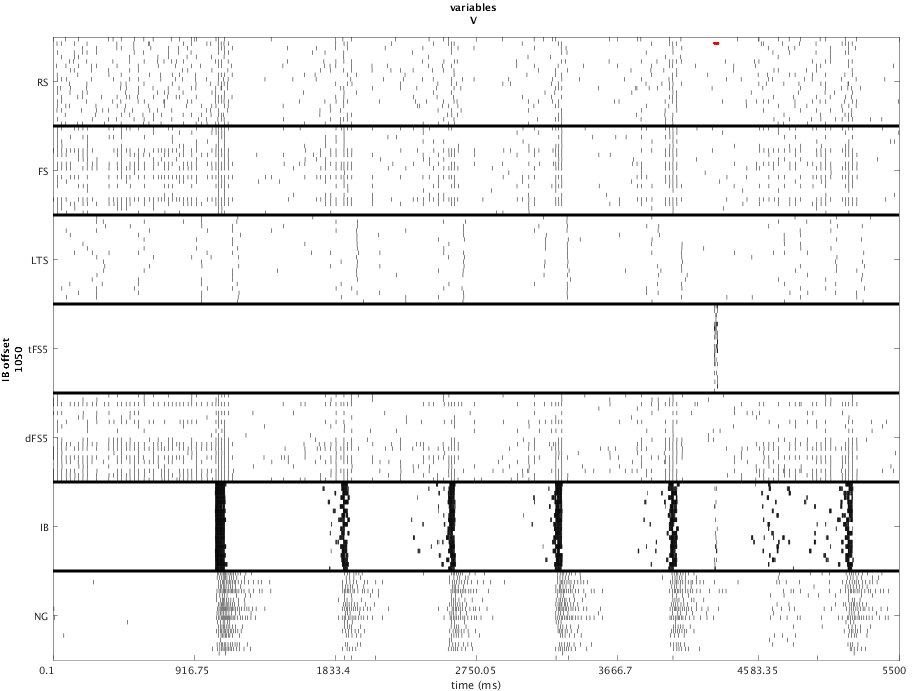 variables
V
RS
FS
LTS
tFS5
dFS5
IB
NG
IB offset
1050
0.1 916.75 1833.4 2750.05 3666.7 4583.35 5500
time (ms)